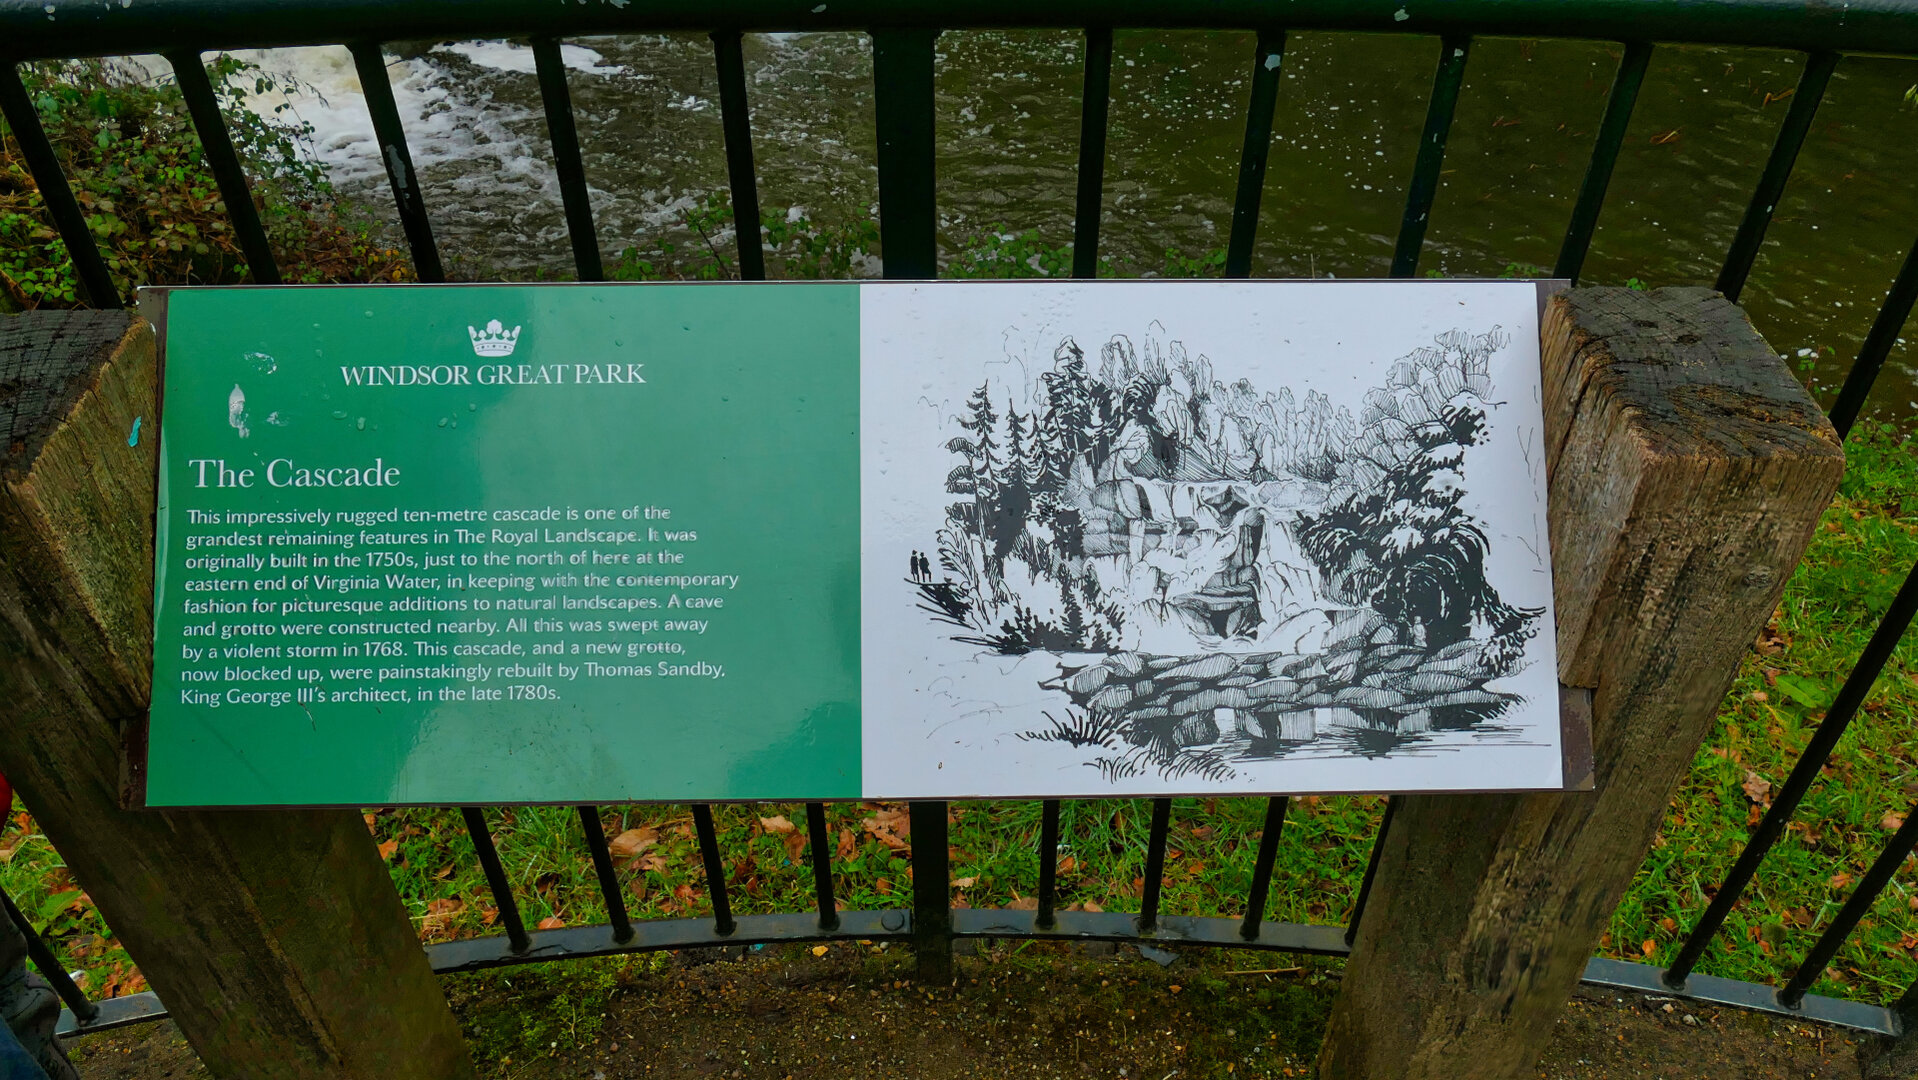 WINDSOR GREAT PARK
The Cascade
This impressively rugged ten-metre cascade is one of the
grandest remaining features in The Royal Landscape. It was
originally built in the 1750s, just to the north of here at the
eastern end of Virginia Water, in keeping with the contemporary
fashion for picturesque additions to natural landscapes. A cave
and grotto were constructed nearby. All this was swept away
by a violent storm in 1768. This cascade, and a new grotto,
now blocked up, were painstakingly rebuilt by Thomas Sandby,
King George III's architect, in the late 1780s.